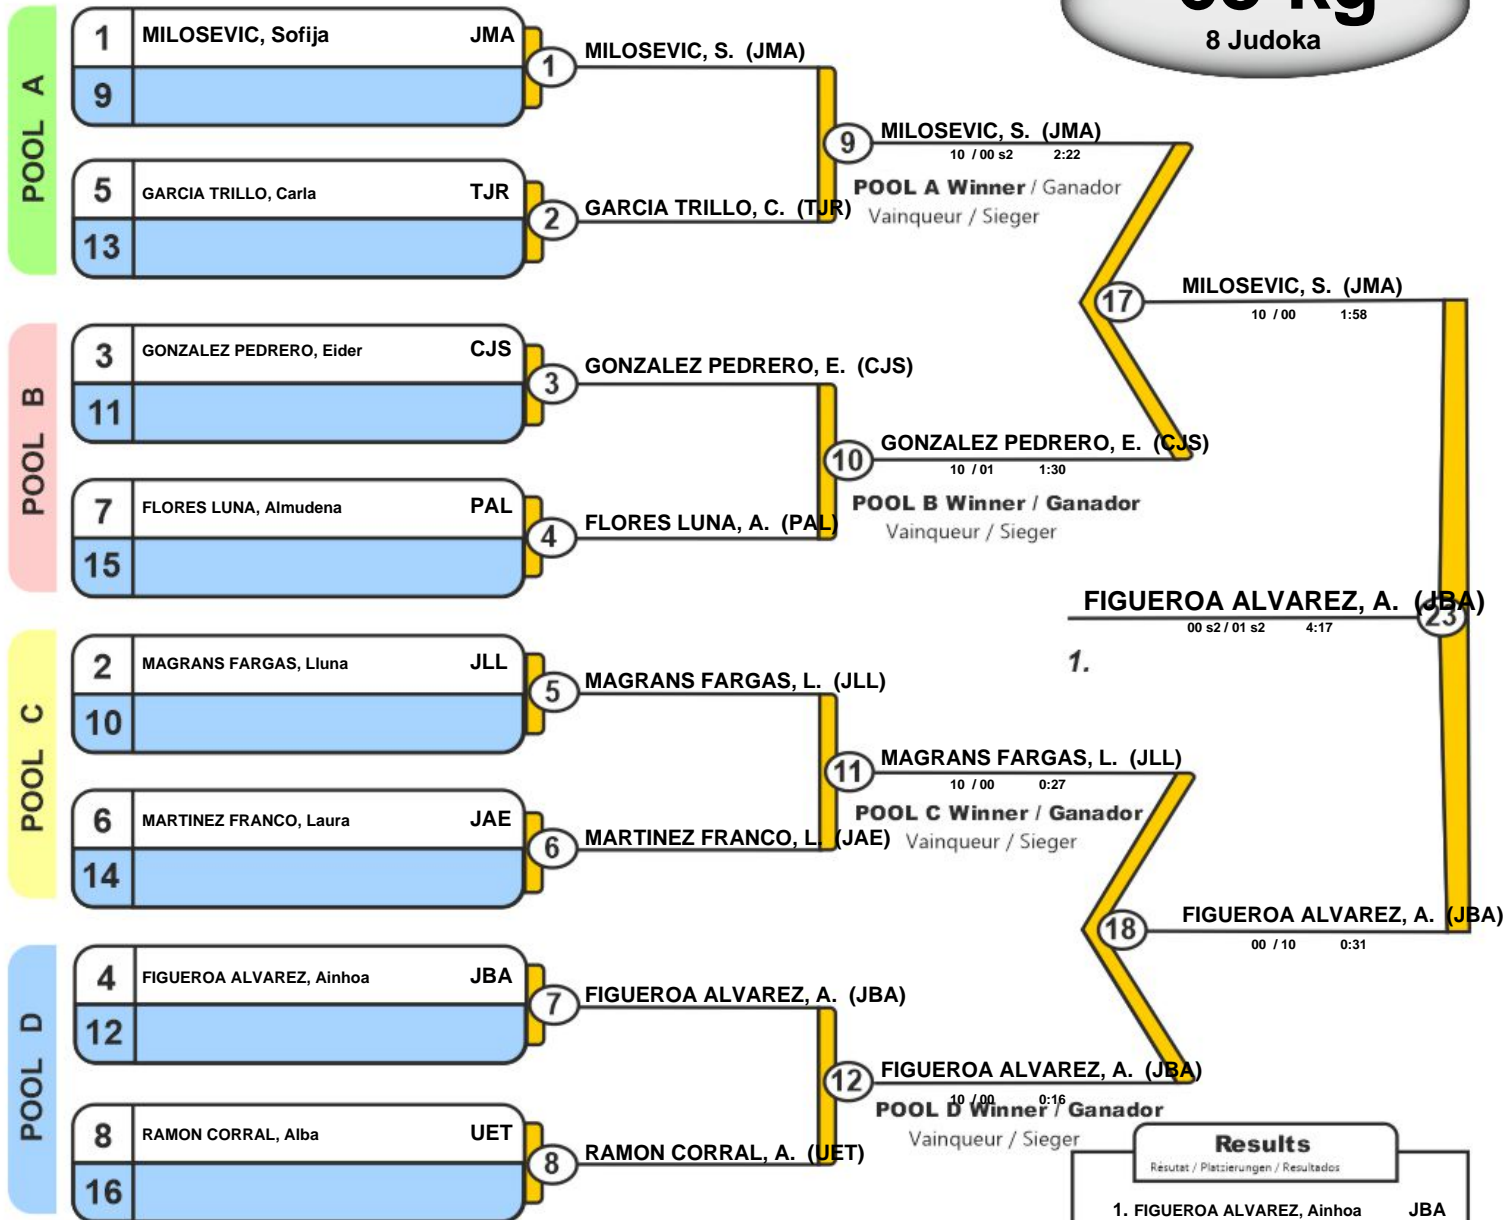 kg
8 Judoka
POOL A
1 MILOSEVIC, Sofija JMA
9
5 GARCIA TRILLO, Carla TJR
13
1 MILOSEVIC, S. (JMA)
2 GARCIA TRILLO, C. (TJR)
9 MILOSEVIC, S. (JMA)
10 / 00 s2 2:22
POOL A Winner / Ganador
Vainqueur / Sieger
POOL B
3 GONZALEZ PEDRERO, Eider CJS
11
7 FLORES LUNA, Almudena PAL
15
3 GONZALEZ PEDRERO, E. (CJS)
4 FLORES LUNA, A. (PAL)
10 GONZALEZ PEDRERO, E. (CJS)
10 / 01 1:30
POOL B Winner / Ganador
Vainqueur / Sieger
17 MILOSEVIC, S. (JMA)
10 / 00 1:58
POOL C
2 MAGRANS FARGAS, Lluna JLL
10
6 MARTINEZ FRANCO, Laura JAE
14
5 MAGRANS FARGAS, L. (JLL)
6 MARTINEZ FRANCO, L. (JAE)
11 MAGRANS FARGAS, L. (JLL)
10 / 00 0:27
POOL C Winner / Ganador
Vainqueur / Sieger
POOL D
4 FIGUEROA ALVAREZ, Ainhoa JBA
12
8 RAMON CORRAL, Alba UET
16
7 FIGUEROA ALVAREZ, A. (JBA)
8 RAMON CORRAL, A. (UET)
12 FIGUEROA ALVAREZ, A. (JBA)
10 / 00 0:16
POOL D Winner / Ganador
Vainqueur / Sieger
18 FIGUEROA ALVAREZ, A. (JBA)
00 / 10 0:31
FIGUEROA ALVAREZ, A. (JBA)
23
00 s2 / 01 s2 4:17
1.
Results
Résutat / Platzierungen / Resultados
1. FIGUEROA ALVAREZ, Ainhoa JBA